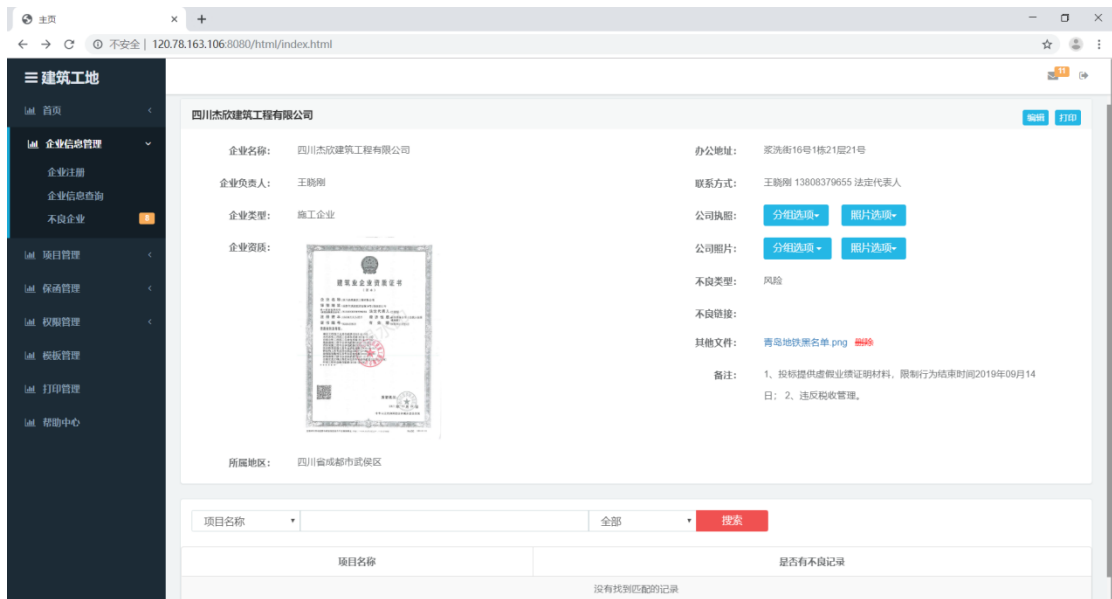 主页
不安全 | 120.78.163.106:8080/html/index.html
建筑工地
11
首页
企业信息管理
企业注册
企业信息查询
不良企业
项目管理
保函管理
权限管理
模板管理
打印管理
帮助中心
四川杰欣建筑工程有限公司
编辑 打印
企业名称: 四川杰欣建筑工程有限公司
办公地址: 浆洗街16号1栋21层21号
企业负责人: 王晓刚
联系方式: 王晓刚 13808379655 法定代表人
企业类型: 施工企业
公司执照: 分组选项 照片选项
企业资质:
建筑业企业资质证书
公司照片: 分组选项 照片选项
不良类型: 风险
不良链接:
其他文件: 青岛地铁黑名单.png 删除
备注: 1、投标提供虚假业绩证明材料，限制行为结束时间2019年09月14
日； 2、违反税收管理。
所属地区: 四川省成都市武侯区
项目名称 全部 搜索
项目名称 是否有不良记录
没有找到匹配的记录